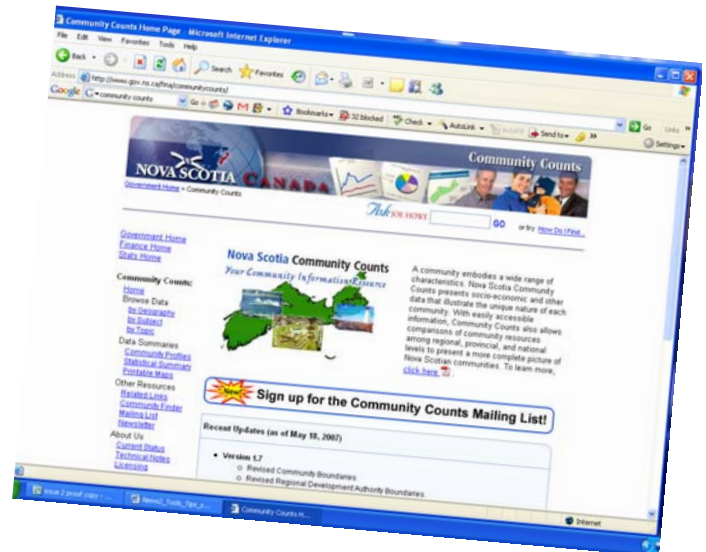 Community Counts Home Page - Microsoft Internet Explorer
File Edit View Favorites Tools Help
Back Search Favorites
Address http://www.gov.ns.ca/fina/communitycounts/ Go Links
Google community counts Go Bookmarks 32 blocked Check AutoLink AutoFill Send to Settings
NOVA SCOTIA
CANADA
Community Counts
Government Home > Community Counts
Ask JOE HOWE GO or try How Do I Find...
Government Home
Finance Home
Stats Home
Community Counts:
Home
Browse Data
by Geography
by Subject
by Topic
Data Summaries
Community Profiles
Statistical Summary
Printable Maps
Other Resources
Related Links
Community Finder
Mailing List
Newsletter
About Us
Current Status
Technical Notes
Licensing
Nova Scotia Community Counts
Your Community Information Resource
A community embodies a wide range of
characteristics. Nova Scotia Community
Counts presents socio-economic and other
data that illustrate the unique nature of each
community. With easily accessible
information, Community Counts also allows
comparisons of community resources
among regional, provincial, and national
levels to present a more complete picture of
Nova Scotian communities. To learn more,
click here.
New! Sign up for the Community Counts Mailing List!
Recent Updates (as of May 18, 2007)
Version 1.7
Revised Community Boundaries.
Revised Regional Development Authority Boundaries.
Internet
issue 2 proof copy - ... News2_Tools_Tips_s... Community Counts H...